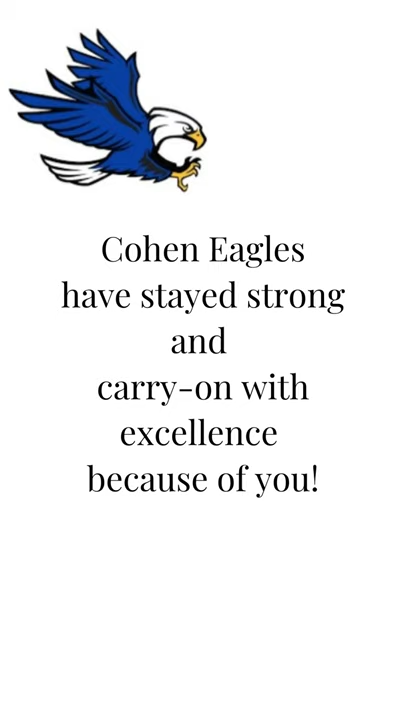 Cohen Eagles
have stayed strong
and
carry-on with
excellence
because of you!